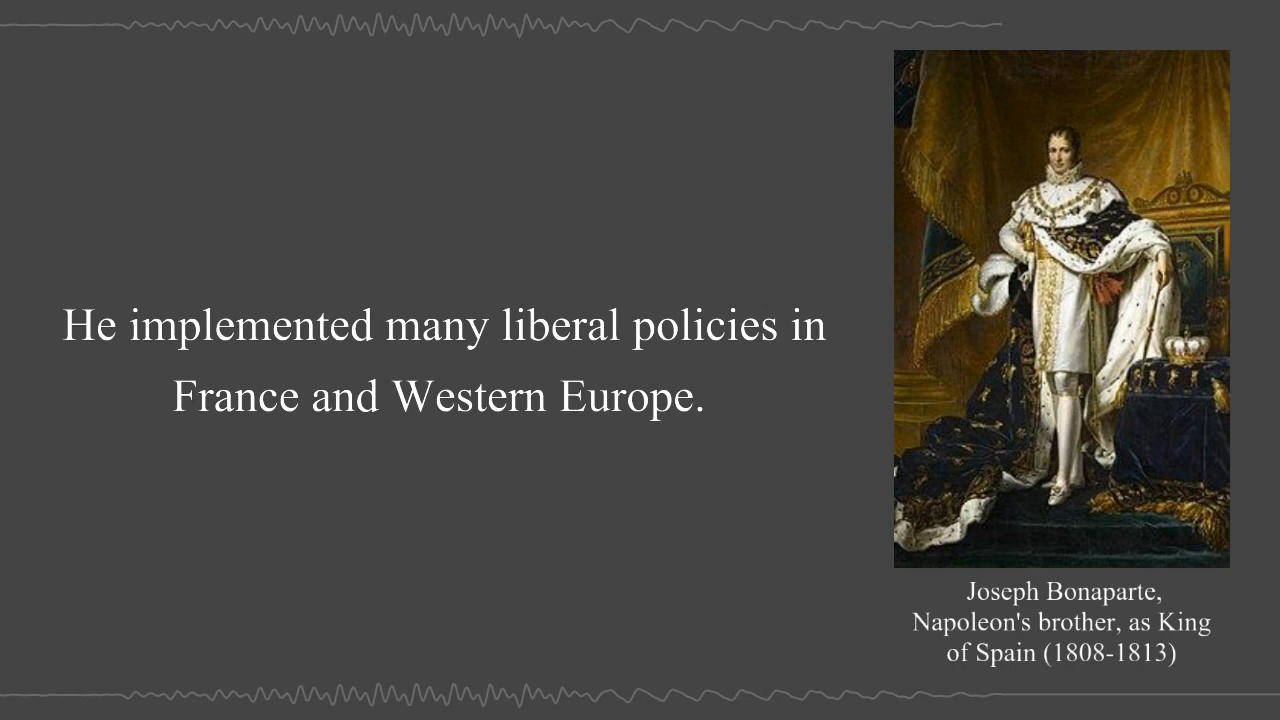 He implemented many liberal policies in
France and Western Europe.
Joseph Bonaparte,
Napoleon's brother, as King
of Spain (1808-1813)